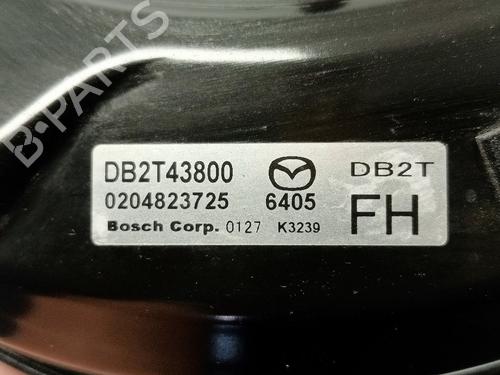 B-PARTS
DB2T43800 DB2T
0204823725 6405 FH
Bosch Corp. 0127 K3239